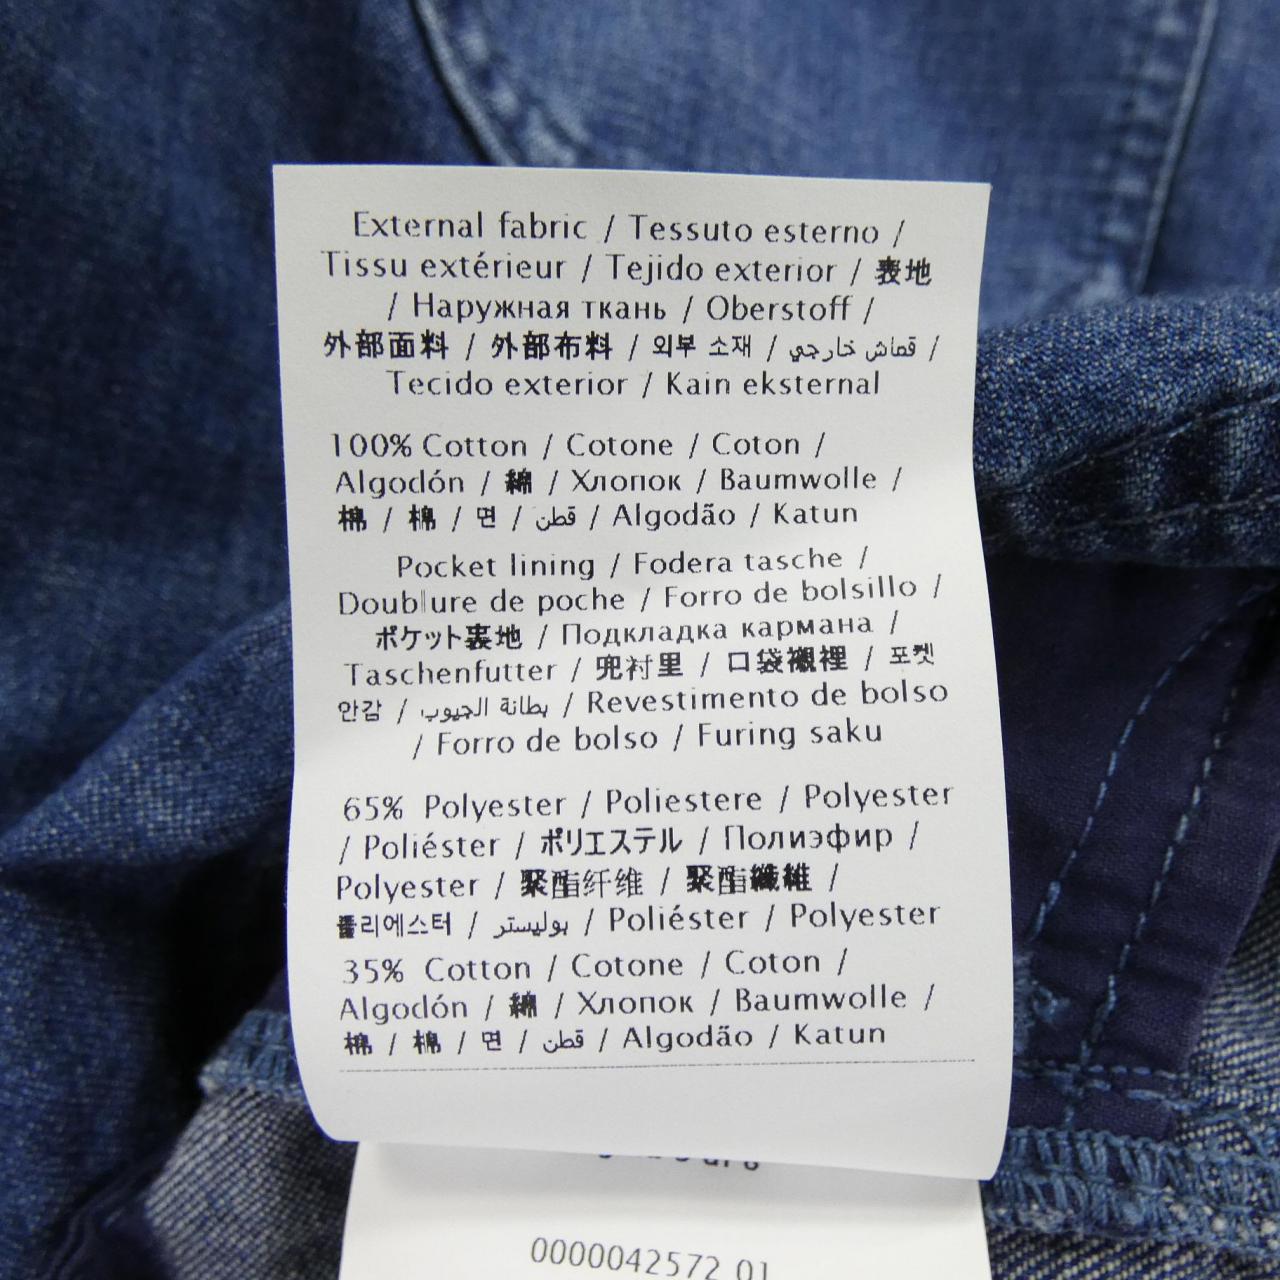 External fabric / Tessuto esterno /
Tissu extérieur / Tejido exterior / 表地
/ Наружная ткань / Oberstoff /
外部面料 / 外部布料 / 외부 소재 / قماش خارجي /
Tecido exterior / Kain eksternal
100% Cotton / Cotone / Coton /
Algodón / 綿 / Хлопок / Baumwolle /
棉 / 棉 / 면 / قطن / Algodão / Katun
Pocket lining / Fodera tasche /
Doublure de poche / Forro de bolsillo /
ポケット裏地 / Подкладка кармана /
Taschenfutter / 兜衬里 / 口袋襯裡 / 포켓
안감 / بطانة الجيوب / Revestimento de bolso
/ Forro de bolso / Furing saku
65% Polyester / Poliestere / Polyester
/ Poliéster / ポリエステル / Полиэфир /
Polyester / 聚酯纤维 / 聚酯纖維 /
폴리에스터 / بوليستر / Poliéster / Polyester
35% Cotton / Cotone / Coton /
Algodón / 綿 / Хлопок / Baumwolle /
棉 / 棉 / 면 / قطن / Algodão / Katun
0000042572 01